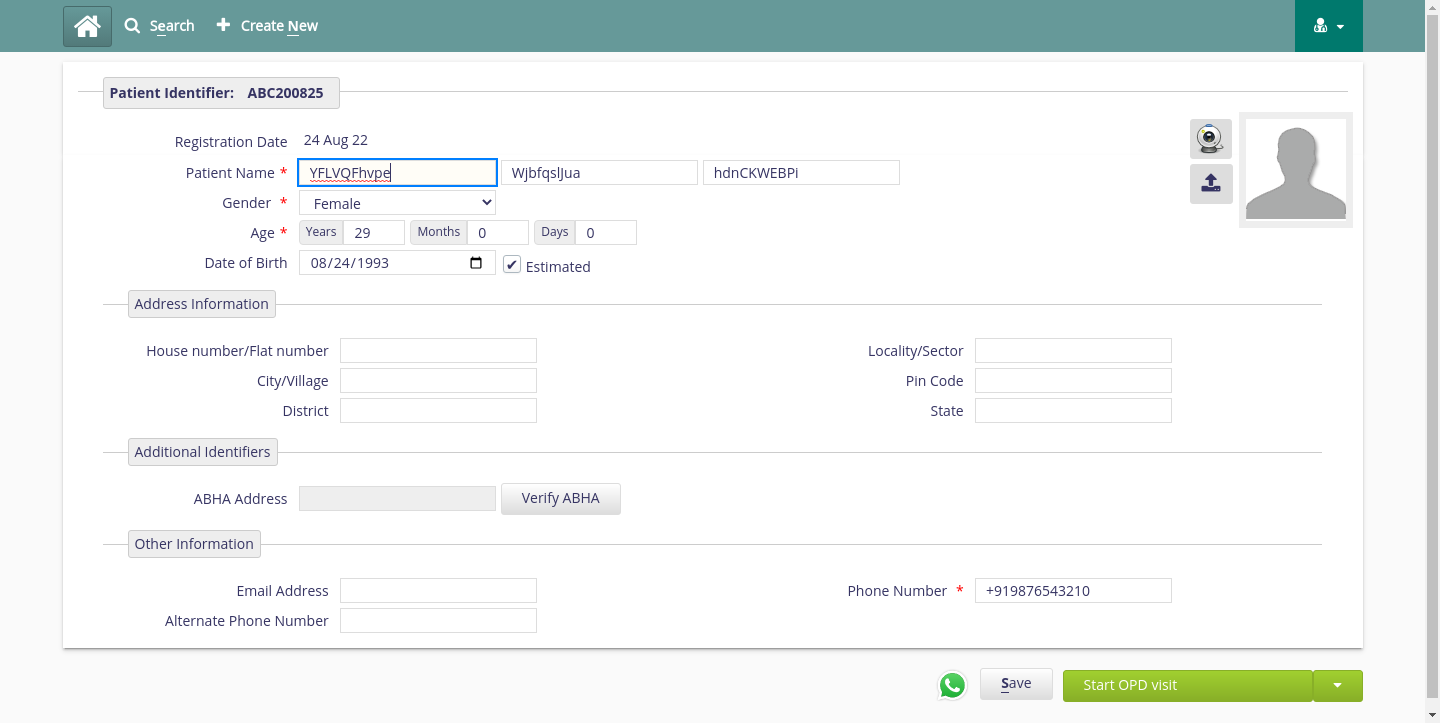 Search Create New
Patient Identifier: ABC200825
Registration Date 24 Aug 22
Patient Name * YFLVQFhvpe WjbfqslJua hdnCKWEBPi
Gender * Female
Age * Years 29 Months 0 Days 0
Date of Birth 08/24/1993 Estimated
Address Information
House number/Flat number Locality/Sector
City/Village Pin Code
District State
Additional Identifiers
ABHA Address Verify ABHA
Other Information
Email Address Phone Number * +919876543210
Alternate Phone Number
Save Start OPD visit